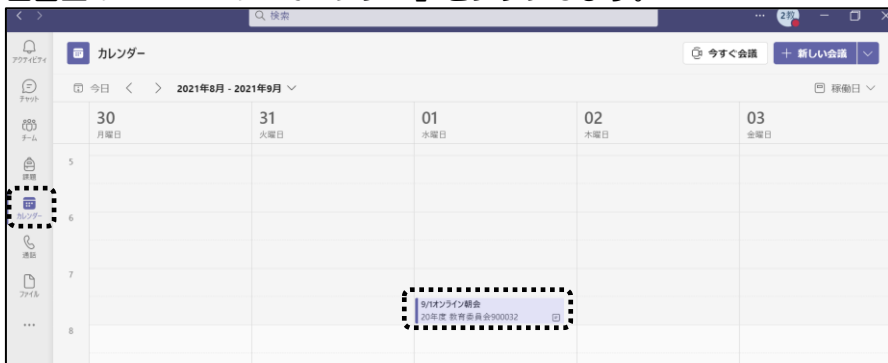 検索
2教
アクティビティ
カレンダー
今すぐ会議
+ 新しい会議
チャット
今日 2021年8月 - 2021年9月
稼働日
チーム
30
月曜日
31
火曜日
01
水曜日
02
木曜日
03
金曜日
課題
5
カレンダー
6
通話
7
ファイル
9/1オンライン朝会
20年度 教育委員会900032
8